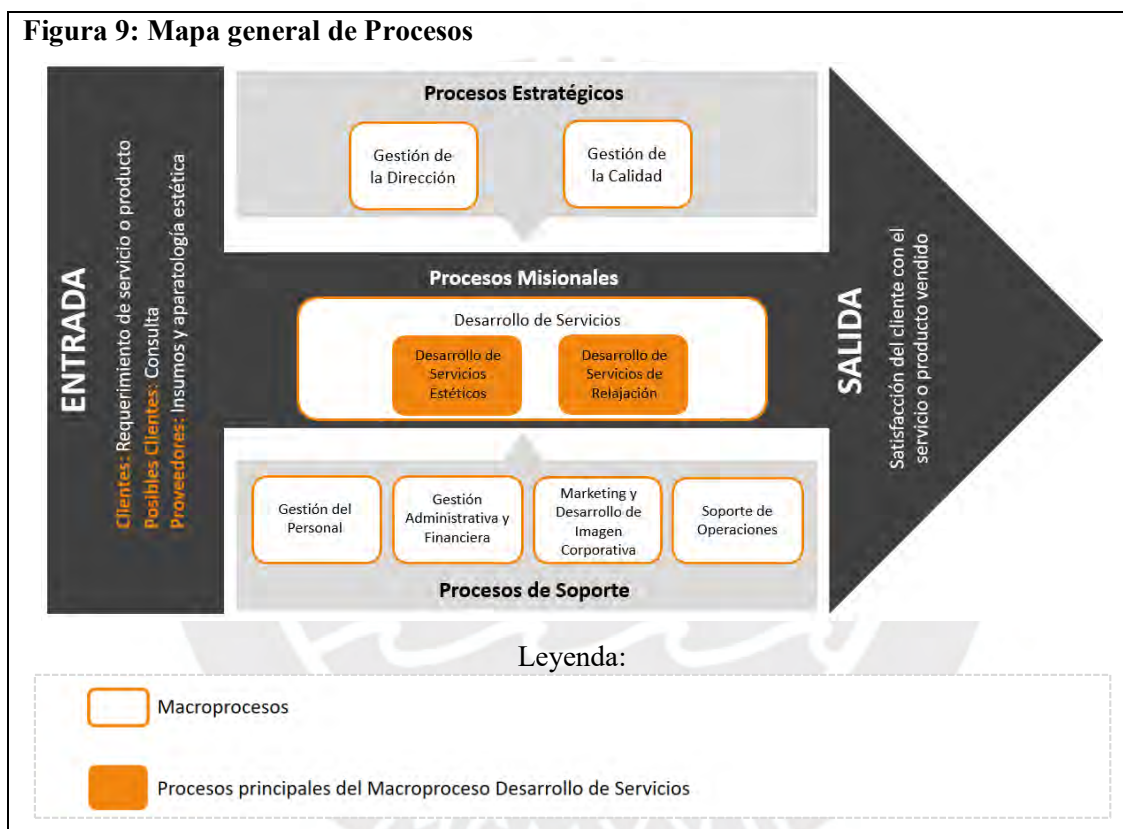 Figura 9: Mapa general de Procesos
ENTRADA
Clientes: Requerimiento de servicio o producto
Posibles Clientes: Consulta
Proveedores: Insumos y aparatología estética
Procesos Estratégicos
Gestión de
la Dirección
Gestión de
la Calidad
Procesos Misionales
Desarrollo de Servicios
Desarrollo de
Servicios
Estéticos
Desarrollo de
Servicios de
Relajación
Gestión del
Personal
Gestión
Administrativa y
Financiera
Marketing y
Desarrollo de
Imagen
Corporativa
Soporte de
Operaciones
Procesos de Soporte
SALIDA
Satisfacción del cliente con el
servicio o producto vendido
Leyenda:
Macroprocesos
Procesos principales del Macroproceso Desarrollo de Servicios